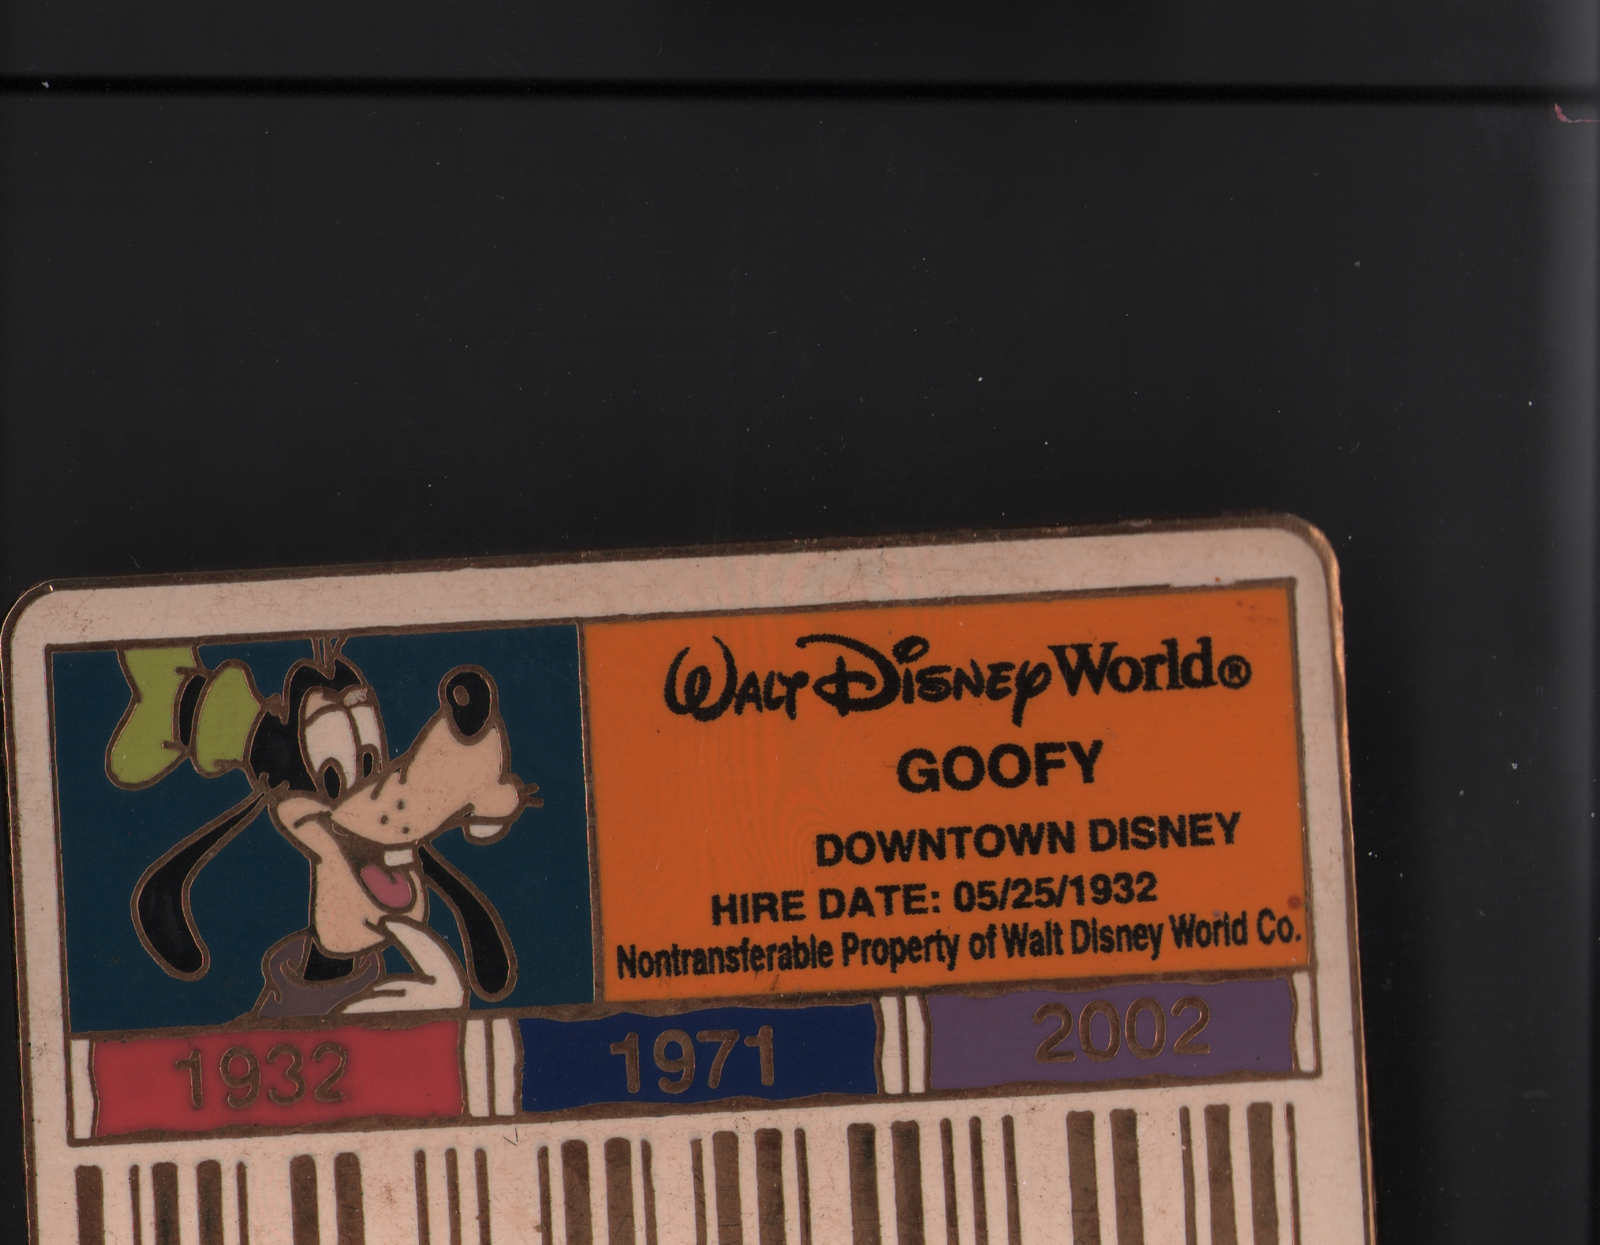 Walt Disney World®
GOOFY
DOWNTOWN DISNEY
HIRE DATE: 05/25/1932
Nontransferable Property of Walt Disney World Co.
1932 1971 2002